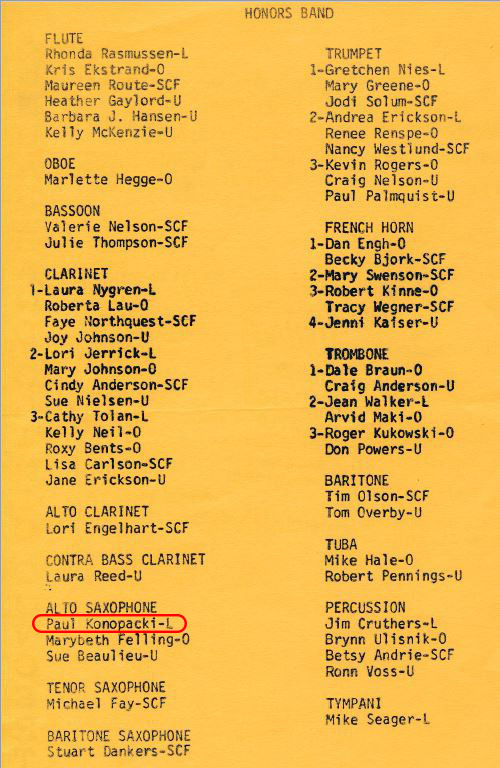 HONORS BAND
FLUTE
Rhonda Rasmussen-L
Kris Ekstrand-O
Maureen Route-SCF
Heather Gaylord-U
Barbara J. Hansen-U
Kelly McKenzie-U
OBOE
Marlette Hegge-O
BASSOON
Valerie Nelson-SCF
Julie Thompson-SCF
CLARINET
1-Laura Nygren-L
Roberta Lau-O
Faye Northquest-SCF
Joy Johnson-U
2-Lori Jerrick-L
Mary Johnson-O
Cindy Anderson-SCF
Sue Nielsen-U
3-Cathy Tolan-L
Kelly Neil-O
Roxy Bents-O
Lisa Carlson-SCF
Jane Erickson-U
ALTO CLARINET
Lori Engelhart-SCF
CONTRA BASS CLARINET
Laura Reed-U
ALTO SAXOPHONE
Paul Konopacki-L
Marybeth Felling-O
Sue Beaulieu-U
TENOR SAXOPHONE
Michael Fay-SCF
BARITONE SAXOPHONE
Stuart Dankers-SCF
TRUMPET
1-Gretchen Nies-L
Mary Greene-O
Jodi Solum-SCF
2-Andrea Erickson-L
Renee Renspe-O
Nancy Westlund-SCF
3-Kevin Rogers-O
Craig Nelson-U
Paul Palmquist-U
FRENCH HORN
1-Dan Engh-O
Becky Bjork-SCF
2-Mary Swenson-SCF
3-Robert Kinne-O
Tracy Wegner-SCF
4-Jenni Kaiser-U
TROMBONE
1-Dale Braun-O
Craig Anderson-U
2-Jean Walker-L
Arvid Maki-O
3-Roger Kukowski-O
Don Powers-U
BARITONE
Tim Olson-SCF
Tom Overby-U
TUBA
Mike Hale-O
Robert Pennings-U
PERCUSSION
Jim Cruthers-L
Brynn Ulisnik-O
Betsy Andrie-SCF
Ronn Voss-U
TYMPANI
Mike Seager-L